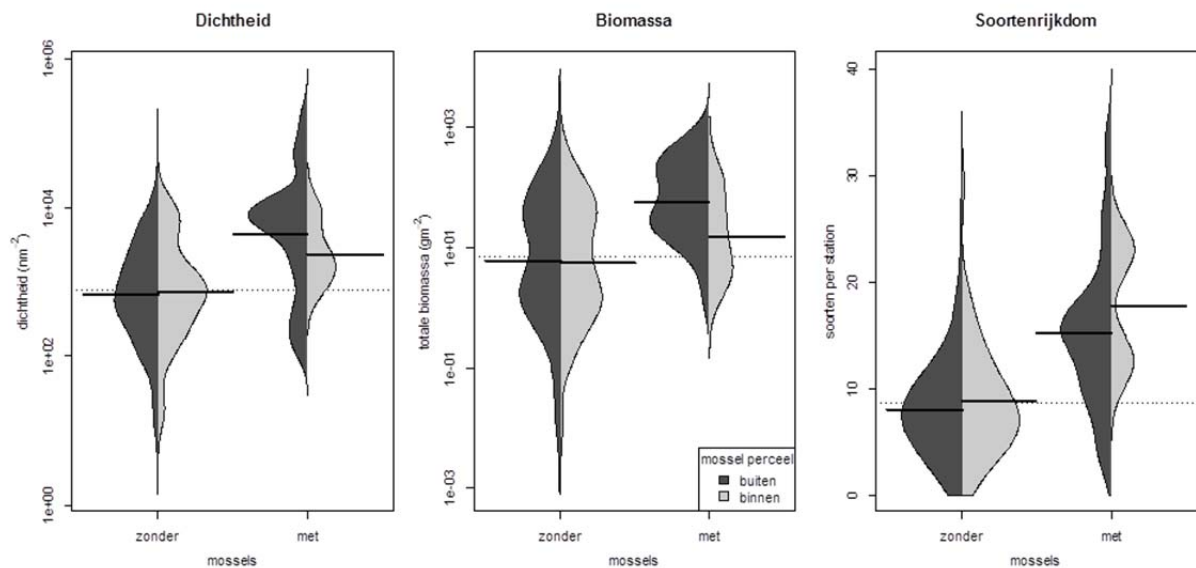 Dichtheid
dichtheid (nm⁻²)
1e+06
1e+04
1e+02
1e+00
zonder
met
mossels
Biomassa
totale biomassa (gm⁻²)
1e+03
1e+01
1e-01
1e-03
mossel perceel
buiten
binnen
zonder
met
mossels
Soortenrijkdom
soorten per station
40
30
20
10
0
zonder
met
mossels